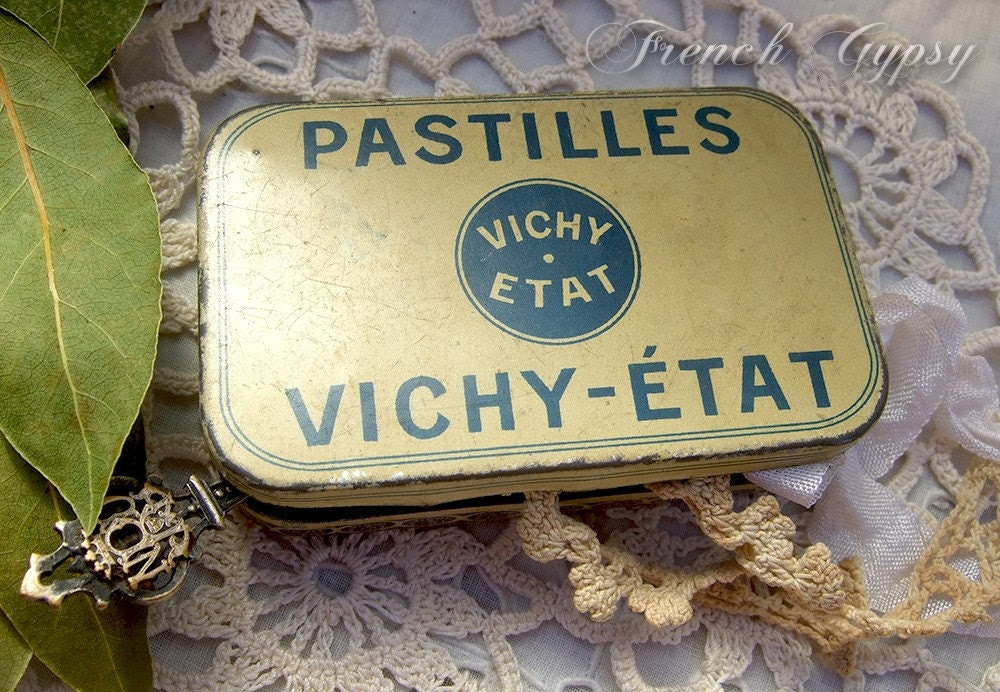 French Gypsy
PASTILLES
VICHY
ETAT
VICHY-ÉTAT